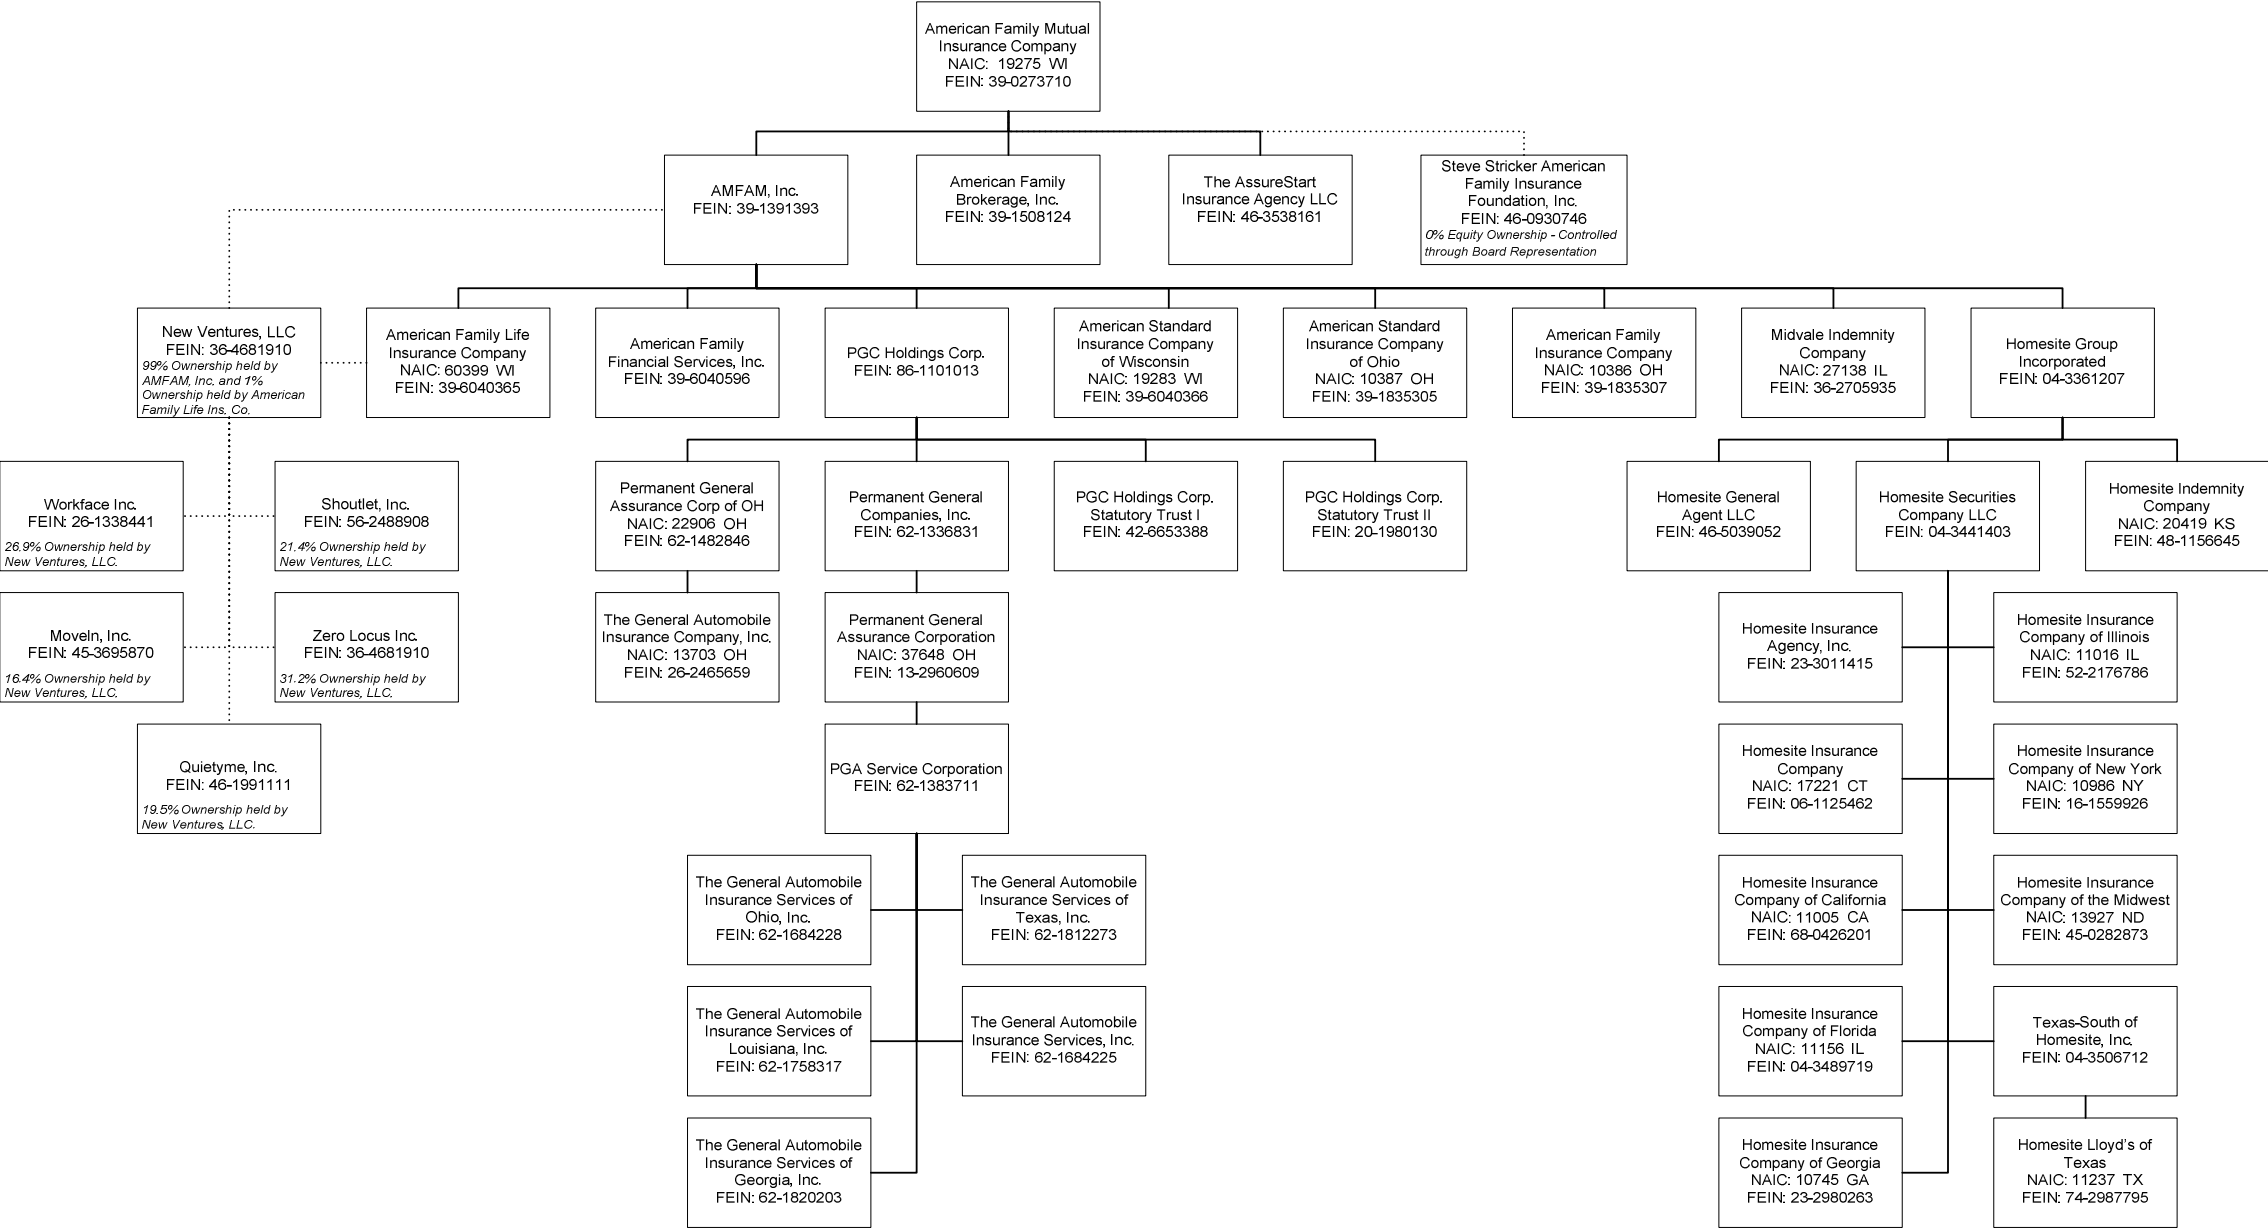 American Family Mutual
Insurance Company
NAIC: 19275 WI
FEIN: 39-0273710
AMFAM, Inc.
FEIN: 39-1391393
American Family
Brokerage, Inc.
FEIN: 39-1508124
The AssureStart
Insurance Agency LLC
FEIN: 46-3538161
Steve Stricker American
Family Insurance
Foundation, Inc.
FEIN: 46-0930746
0% Equity Ownership - Controlled
through Board Representation
New Ventures, LLC
FEIN: 36-4681910
99% Ownership held by
AMFAM, Inc. and 1%
Ownership held by American
Family Life Ins. Co.
American Family Life
Insurance Company
NAIC: 60399 WI
FEIN: 39-6040365
American Family
Financial Services, Inc.
FEIN: 39-6040596
PGC Holdings Corp.
FEIN: 86-1101013
American Standard
Insurance Company
of Wisconsin
NAIC: 19283 WI
FEIN: 39-6040366
American Standard
Insurance Company
of Ohio
NAIC: 10387 OH
FEIN: 39-1835305
American Family
Insurance Company
NAIC: 10386 OH
FEIN: 39-1835307
Midvale Indemnity
Company
NAIC: 27138 IL
FEIN: 36-2705935
Homesite Group
Incorporated
FEIN: 04-3361207
Workface Inc.
FEIN: 26-1338441
26.9% Ownership held by
New Ventures, LLC.
Shoutlet, Inc.
FEIN: 56-2488908
21.4% Ownership held by
New Ventures, LLC.
Permanent General
Assurance Corp of OH
NAIC: 22906 OH
FEIN: 62-1482846
Permanent General
Companies, Inc.
FEIN: 62-1336831
PGC Holdings Corp.
Statutory Trust I
FEIN: 42-6653388
PGC Holdings Corp.
Statutory Trust II
FEIN: 20-1980130
Homesite General
Agent LLC
FEIN: 46-5039052
Homesite Securities
Company LLC
FEIN: 04-3441403
Homesite Indemnity
Company
NAIC: 20419 KS
FEIN: 48-1156645
MoveIn, Inc.
FEIN: 45-3695870
16.4% Ownership held by
New Ventures, LLC.
Zero Locus Inc.
FEIN: 36-4681910
31.2% Ownership held by
New Ventures, LLC.
The General Automobile
Insurance Company, Inc.
NAIC: 13703 OH
FEIN: 26-2465659
Permanent General
Assurance Corporation
NAIC: 37648 OH
FEIN: 13-2960609
Homesite Insurance
Agency, Inc.
FEIN: 23-3011415
Homesite Insurance
Company of Illinois
NAIC: 11016 IL
FEIN: 52-2176786
Quietyme, Inc.
FEIN: 46-1991111
19.5% Ownership held by
New Ventures, LLC.
PGA Service Corporation
FEIN: 62-1383711
Homesite Insurance
Company
NAIC: 17221 CT
FEIN: 06-1125462
Homesite Insurance
Company of New York
NAIC: 10986 NY
FEIN: 16-1559926
The General Automobile
Insurance Services of
Ohio, Inc.
FEIN: 62-1684228
The General Automobile
Insurance Services of
Texas, Inc.
FEIN: 62-1812273
Homesite Insurance
Company of California
NAIC: 11005 CA
FEIN: 68-0426201
Homesite Insurance
Company of the Midwest
NAIC: 13927 ND
FEIN: 45-0282873
The General Automobile
Insurance Services of
Louisiana, Inc.
FEIN: 62-1758317
The General Automobile
Insurance Services, Inc.
FEIN: 62-1684225
Homesite Insurance
Company of Florida
NAIC: 11156 IL
FEIN: 04-3489719
Texas-South of
Homesite, Inc.
FEIN: 04-3506712
The General Automobile
Insurance Services of
Georgia, Inc.
FEIN: 62-1820203
Homesite Insurance
Company of Georgia
NAIC: 10745 GA
FEIN: 23-2980263
Homesite Lloyd's of
Texas
NAIC: 11237 TX
FEIN: 74-2987795